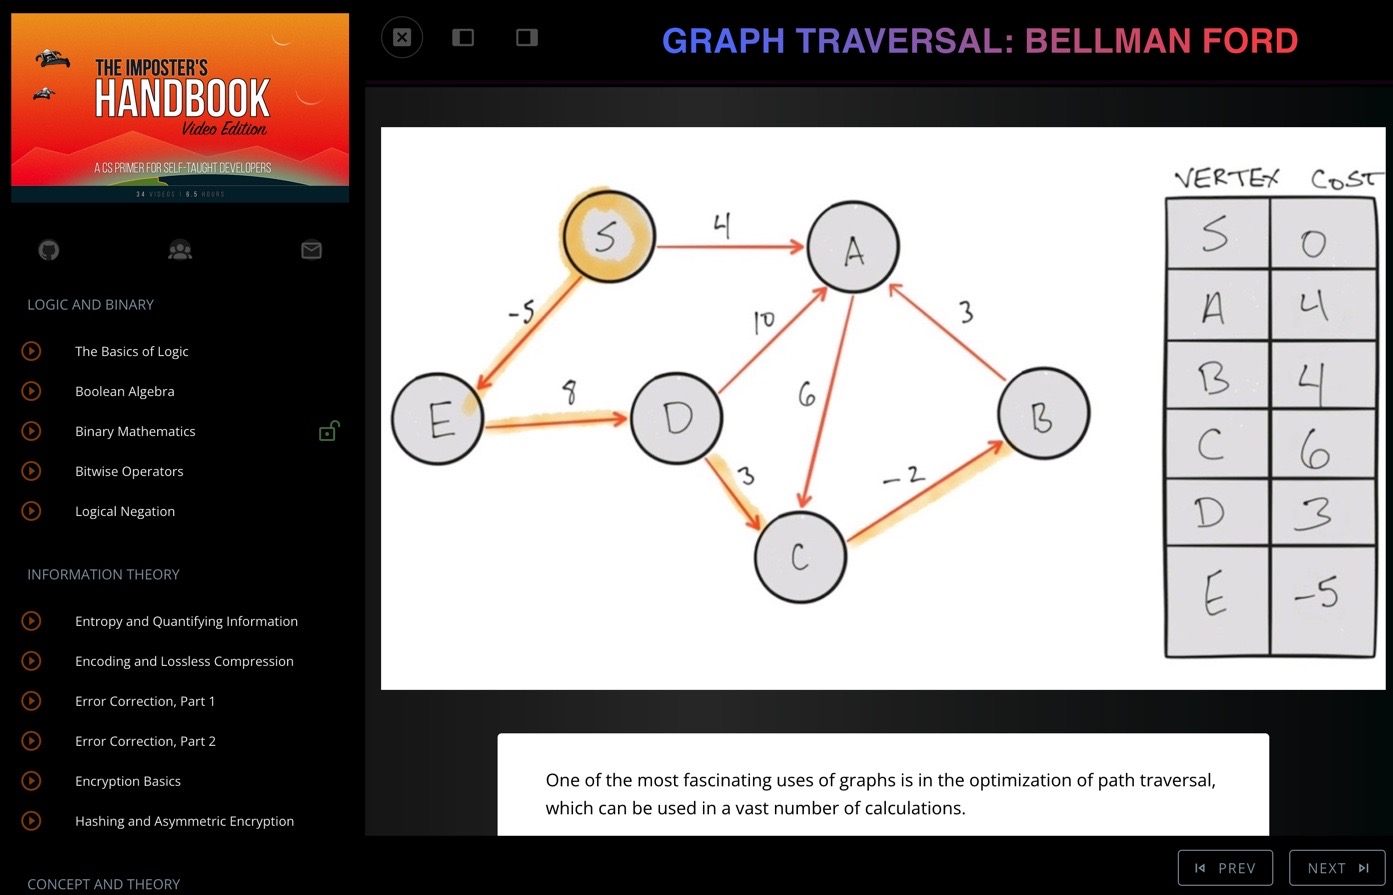 THE IMPOSTER'S
HANDBOOK
Video Edition
A CS PRIMER FOR SELF-TAUGHT DEVELOPERS
34 VIDEOS | 6.5 HOURS
LOGIC AND BINARY
The Basics of Logic
Boolean Algebra
Binary Mathematics
Bitwise Operators
Logical Negation
INFORMATION THEORY
Entropy and Quantifying Information
Encoding and Lossless Compression
Error Correction, Part 1
Error Correction, Part 2
Encryption Basics
Hashing and Asymmetric Encryption
CONCEPT AND THEORY
GRAPH TRAVERSAL: BELLMAN FORD
S
4
A
-5
10
3
E
8
D
6
B
3
-2
C
VERTEX COST
S 0
A 4
B 4
C 6
D 3
E -5
One of the most fascinating uses of graphs is in the optimization of path traversal,
which can be used in a vast number of calculations.
PREV
NEXT